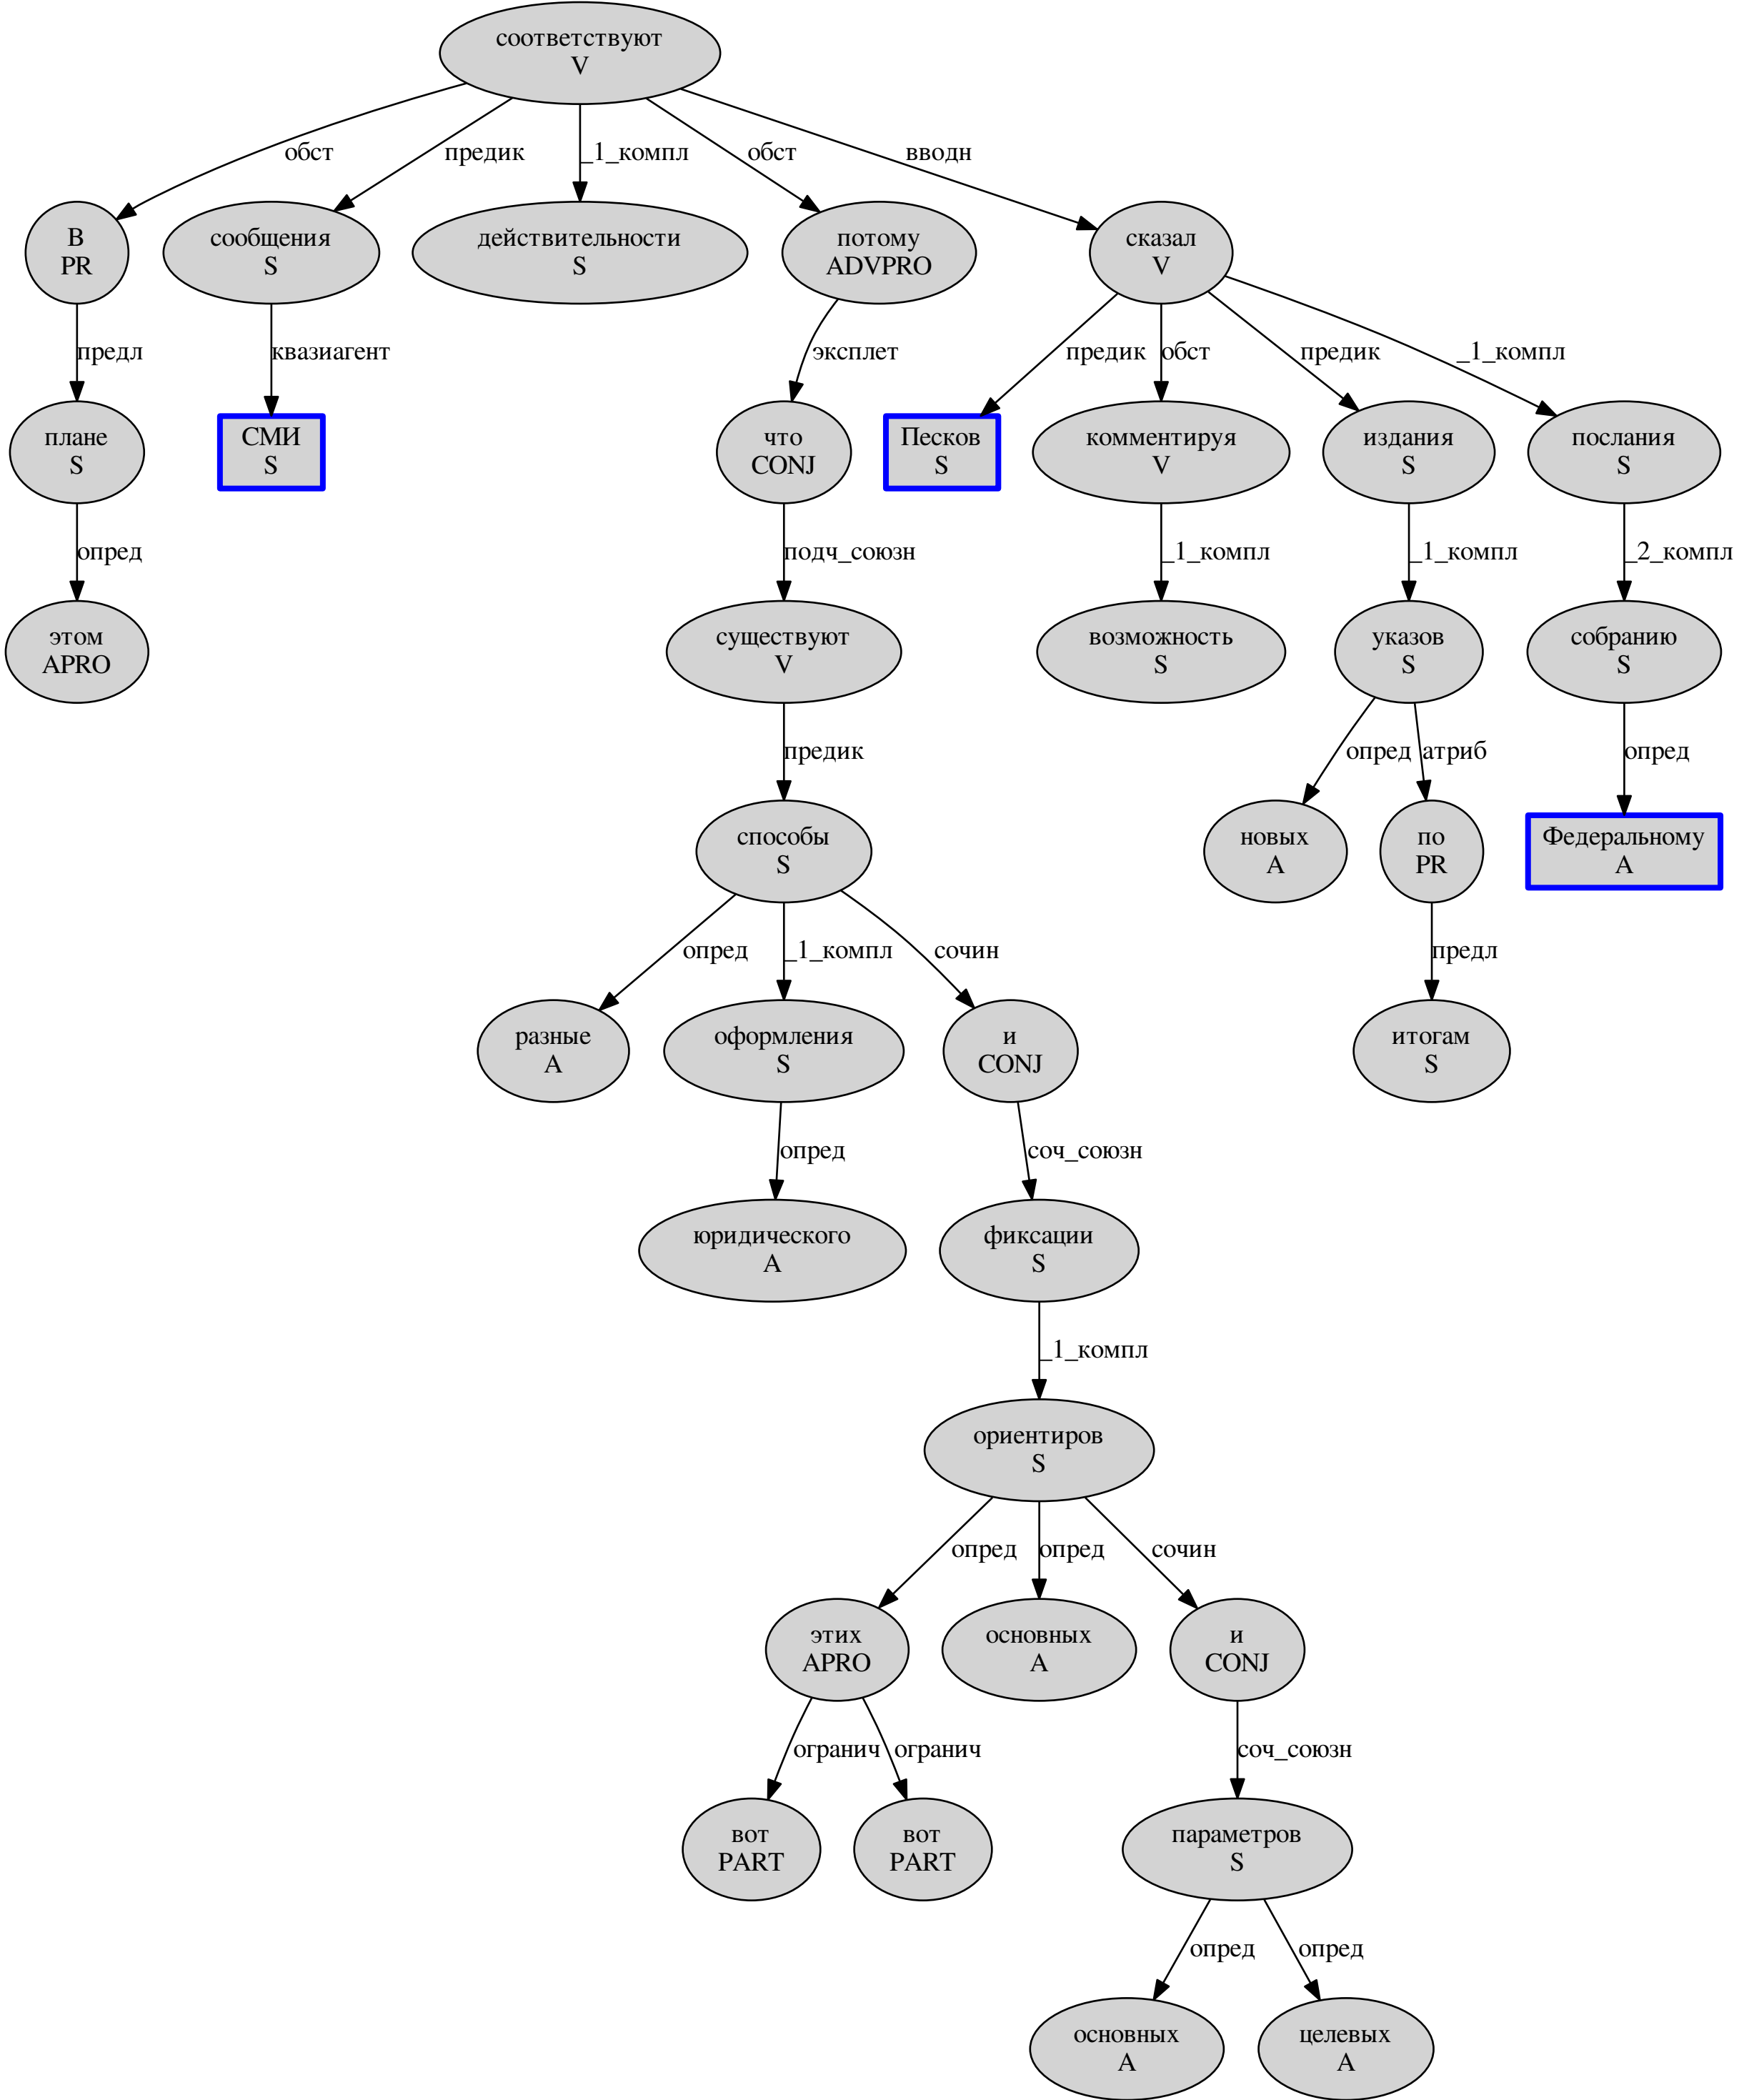 соответствуют
V
обст
предик
_1_компл
обст
вводн
В
PR
сообщения
S
действительности
S
потому
ADVPRO
сказал
V
предл
квазиагент
эксплет
предик
обст
предик
_1_компл
плане
S
СМИ
S
что
CONJ
Песков
S
комментируя
V
издания
S
послания
S
опред
подч_союзн
_1_компл
_1_компл
_2_компл
этом
APRO
существуют
V
возможность
S
указов
S
собранию
S
предик
опред
атриб
опред
способы
S
новых
A
по
PR
Федеральному
A
опред
_1_компл
сочин
предл
разные
A
оформления
S
и
CONJ
итогам
S
опред
соч_союзн
юридического
A
фиксации
S
_1_компл
ориентиров
S
опред
опред
сочин
этих
APRO
основных
A
и
CONJ
огранич
огранич
соч_союзн
вот
PART
вот
PART
параметров
S
опред
опред
основных
A
целевых
A